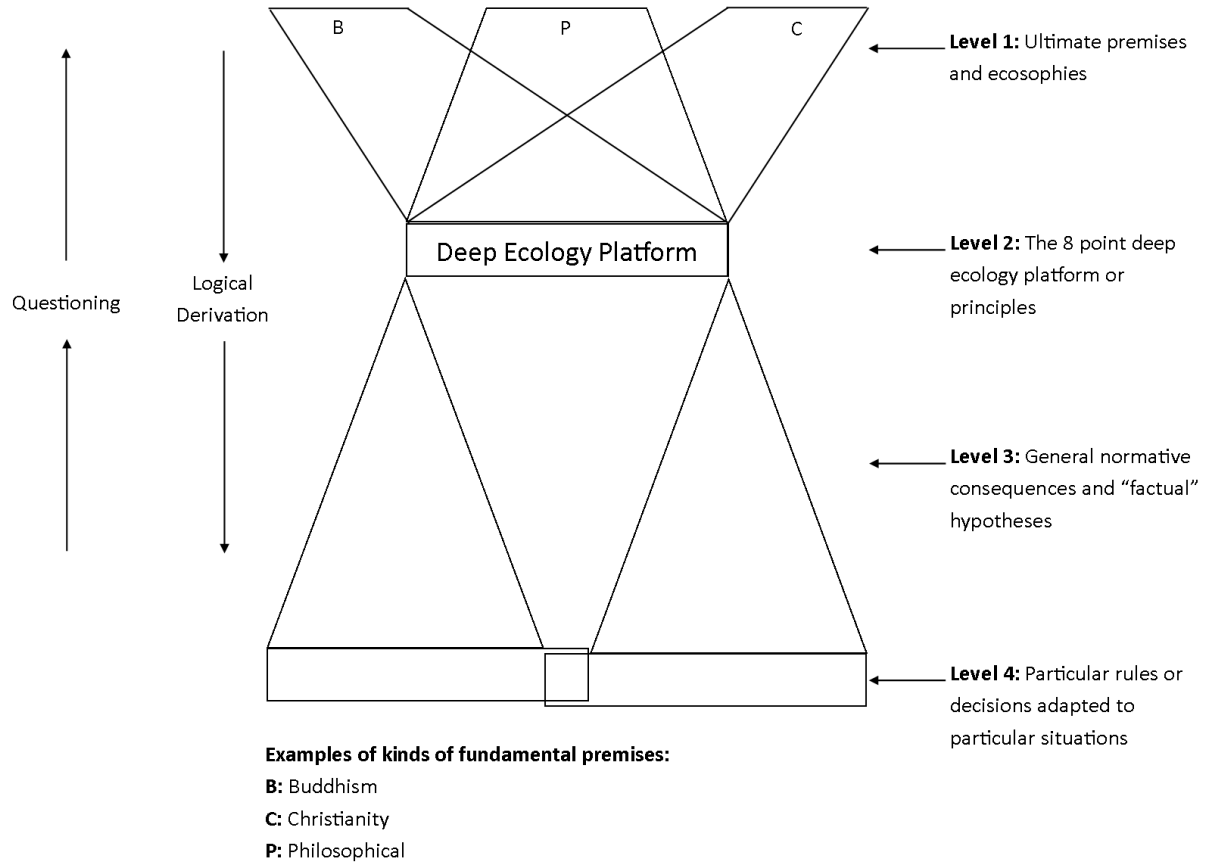 B
P
C
Level 1: Ultimate premises
and ecosophies
Deep Ecology Platform
Level 2: The 8 point deep
ecology platform or
principles
Questioning
Logical
Derivation
Level 3: General normative
consequences and “factual”
hypotheses
Level 4: Particular rules or
decisions adapted to
particular situations
Examples of kinds of fundamental premises:
B: Buddhism
C: Christianity
P: Philosophical